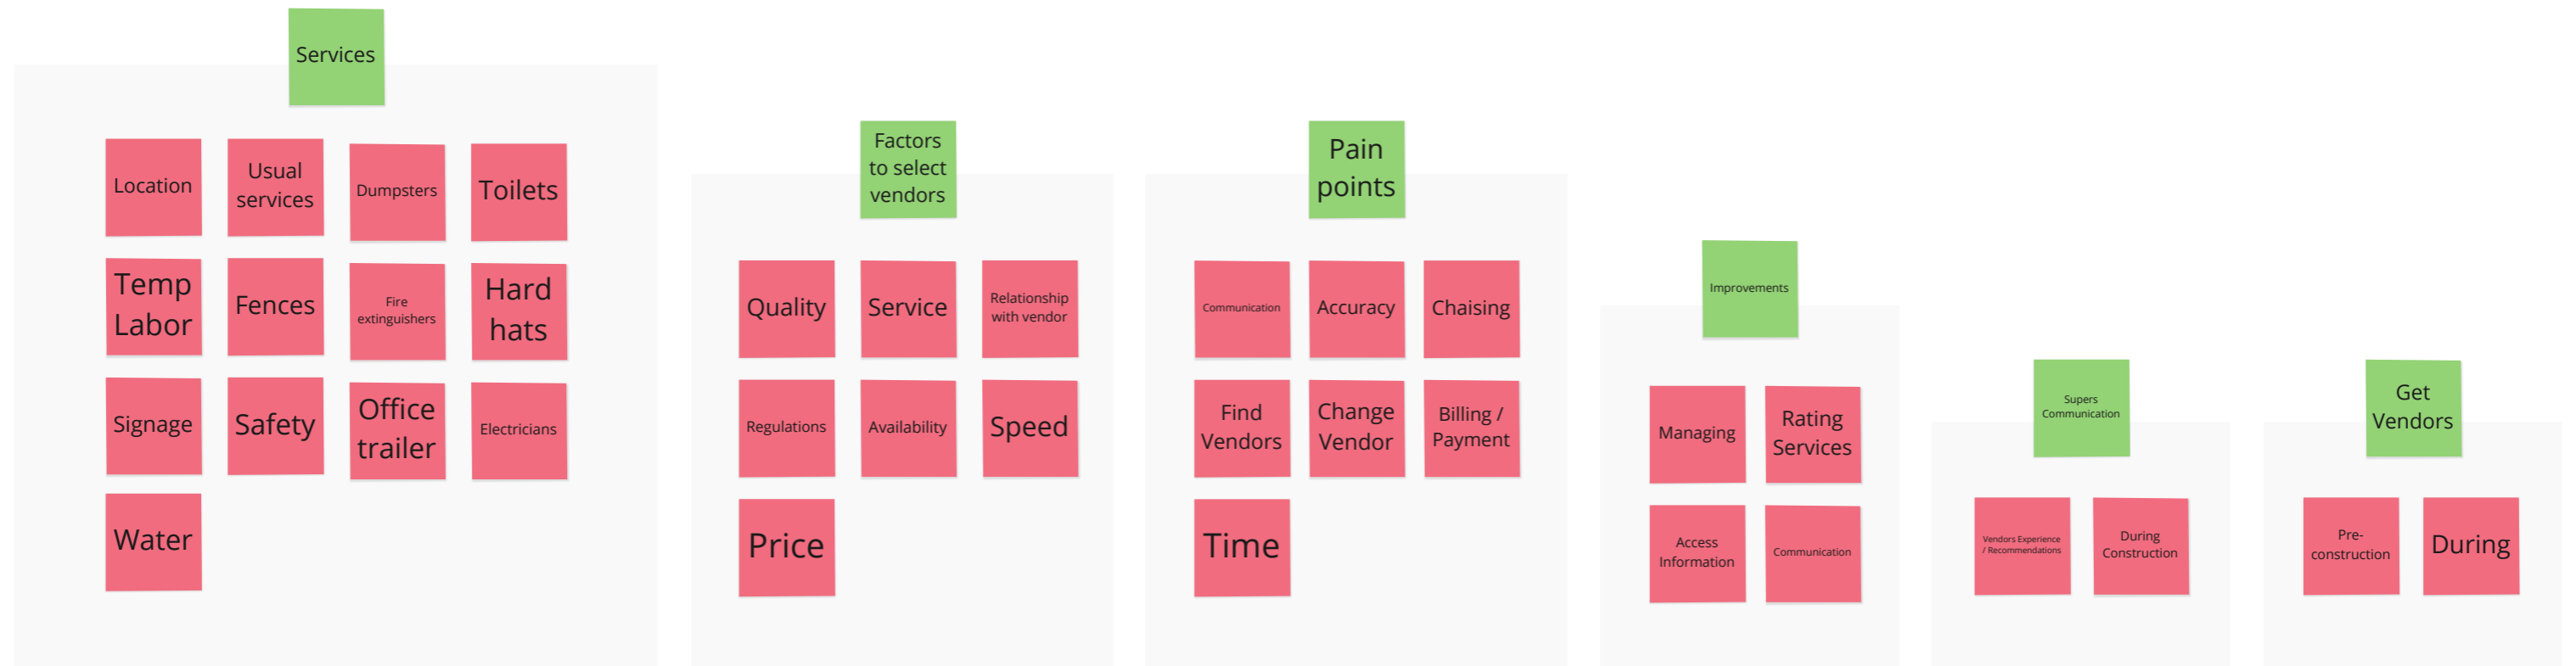 Services
Location
Usual
services
Dumpsters
Toilets
Temp
Labor
Fences
Fire
extinguishers
Hard
hats
Signage
Safety
Office
trailer
Electricians
Water
Factors
to select
vendors
Quality
Service
Relationship
with vendor
Regulations
Availability
Speed
Price
Pain
points
Communication
Accuracy
Chaising
Find
Vendors
Change
Vendor
Billing /
Payment
Time
Improvements
Managing
Rating
Services
Access
Information
Communication
Supers
Communication
Vendors Experience
/ Recommendations
During
Construction
Get
Vendors
Pre-
construction
During